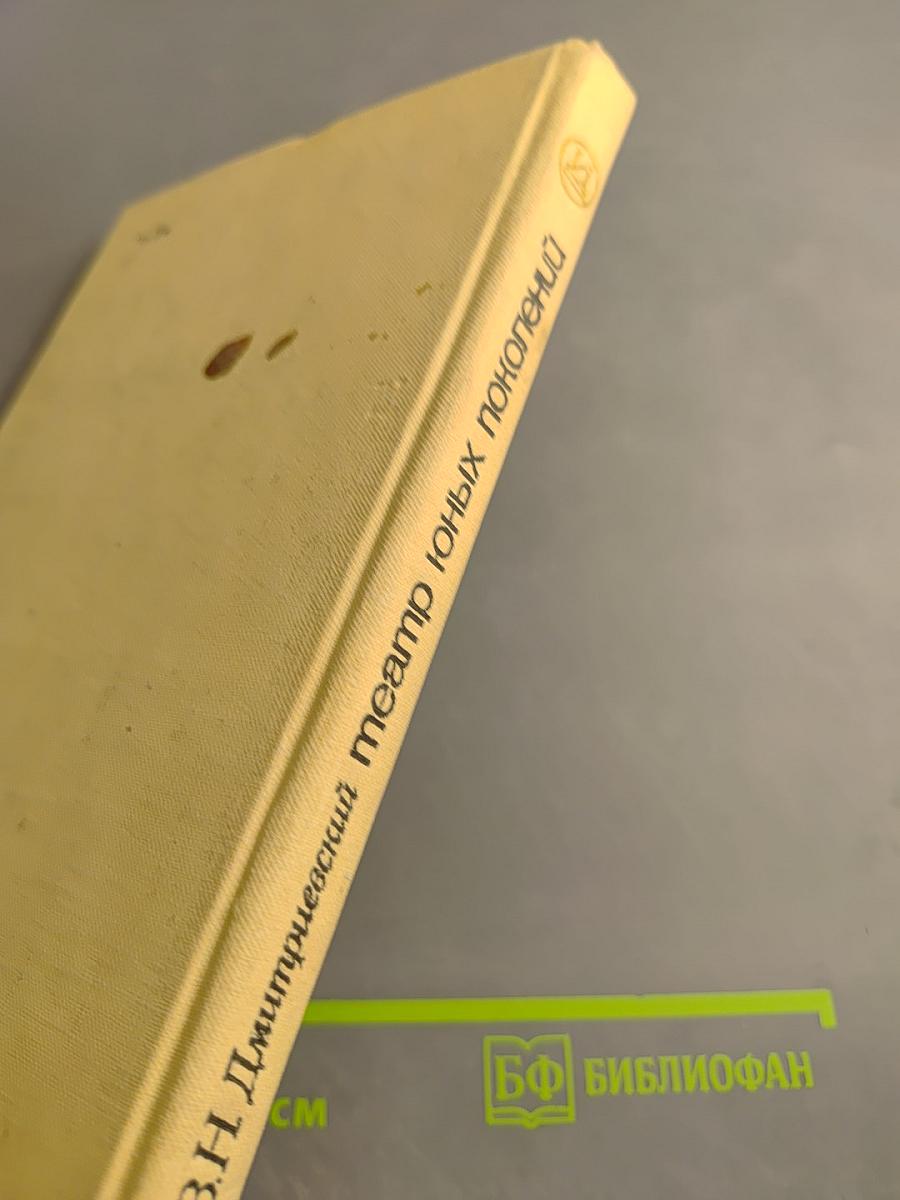 В.Н. Дмитриевский театр юных поколений
см
БФ БИБЛИОФАН